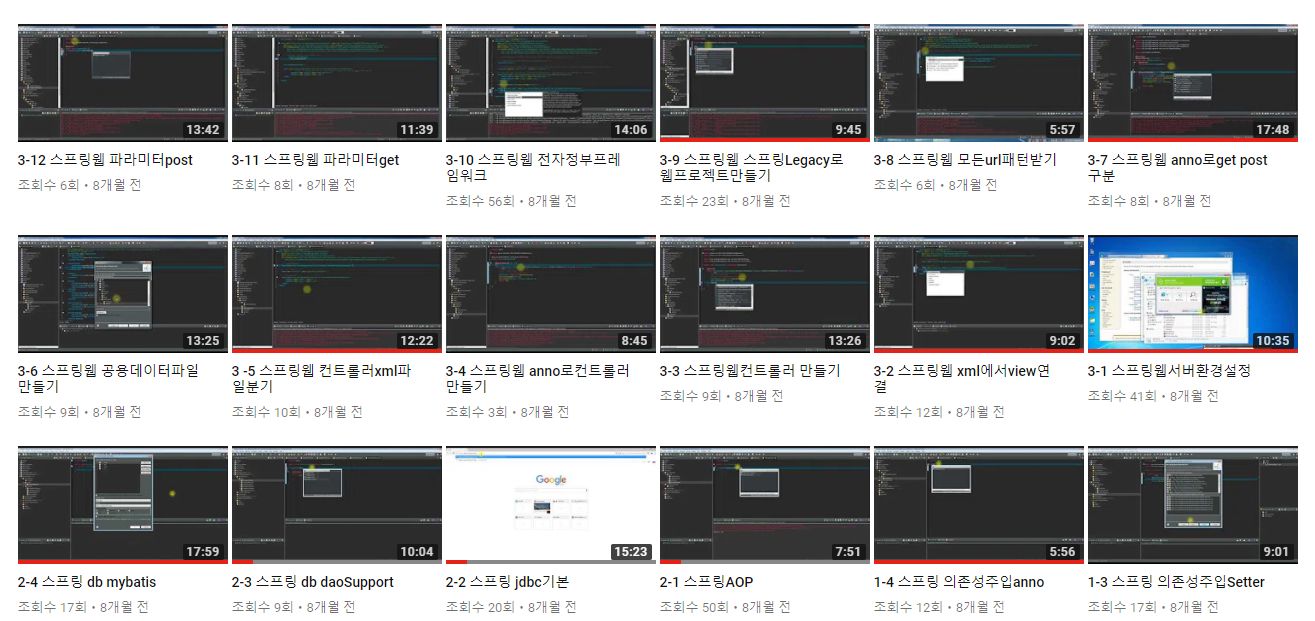 13:42
11:39
14:06
9:45
5:57
17:48
3-12 스프링웹 파라미터post
조회수 6회 • 8개월 전
3-11 스프링웹 파라미터get
조회수 8회 • 8개월 전
3-10 스프링웹 전자정부프레
임워크
조회수 56회 • 8개월 전
3-9 스프링웹 스프링Legacy로
웹프로젝트만들기
조회수 23회 • 8개월 전
3-8 스프링웹 모든url패턴받기
조회수 6회 • 8개월 전
3-7 스프링웹 anno로get post
구분
조회수 8회 • 8개월 전
13:25
12:22
8:45
13:26
9:02
10:35
3-6 스프링웹 공용데이터파일
만들기
조회수 9회 • 8개월 전
3 -5 스프링웹 컨트롤러xml파
일분기
조회수 10회 • 8개월 전
3-4 스프링웹 anno로컨트롤러
만들기
조회수 3회 • 8개월 전
3-3 스프링웹컨트롤러 만들기
조회수 9회 • 8개월 전
3-2 스프링웹 xml에서view연
결
조회수 12회 • 8개월 전
3-1 스프링웹서버환경설정
조회수 41회 • 8개월 전
Google
17:59
10:04
15:23
7:51
5:56
9:01
2-4 스프링 db mybatis
조회수 17회 • 8개월 전
2-3 스프링 db daoSupport
조회수 9회 • 8개월 전
2-2 스프링 jdbc기본
조회수 20회 • 8개월 전
2-1 스프링AOP
조회수 50회 • 8개월 전
1-4 스프링 의존성주입anno
조회수 12회 • 8개월 전
1-3 스프링 의존성주입Setter
조회수 17회 • 8개월 전